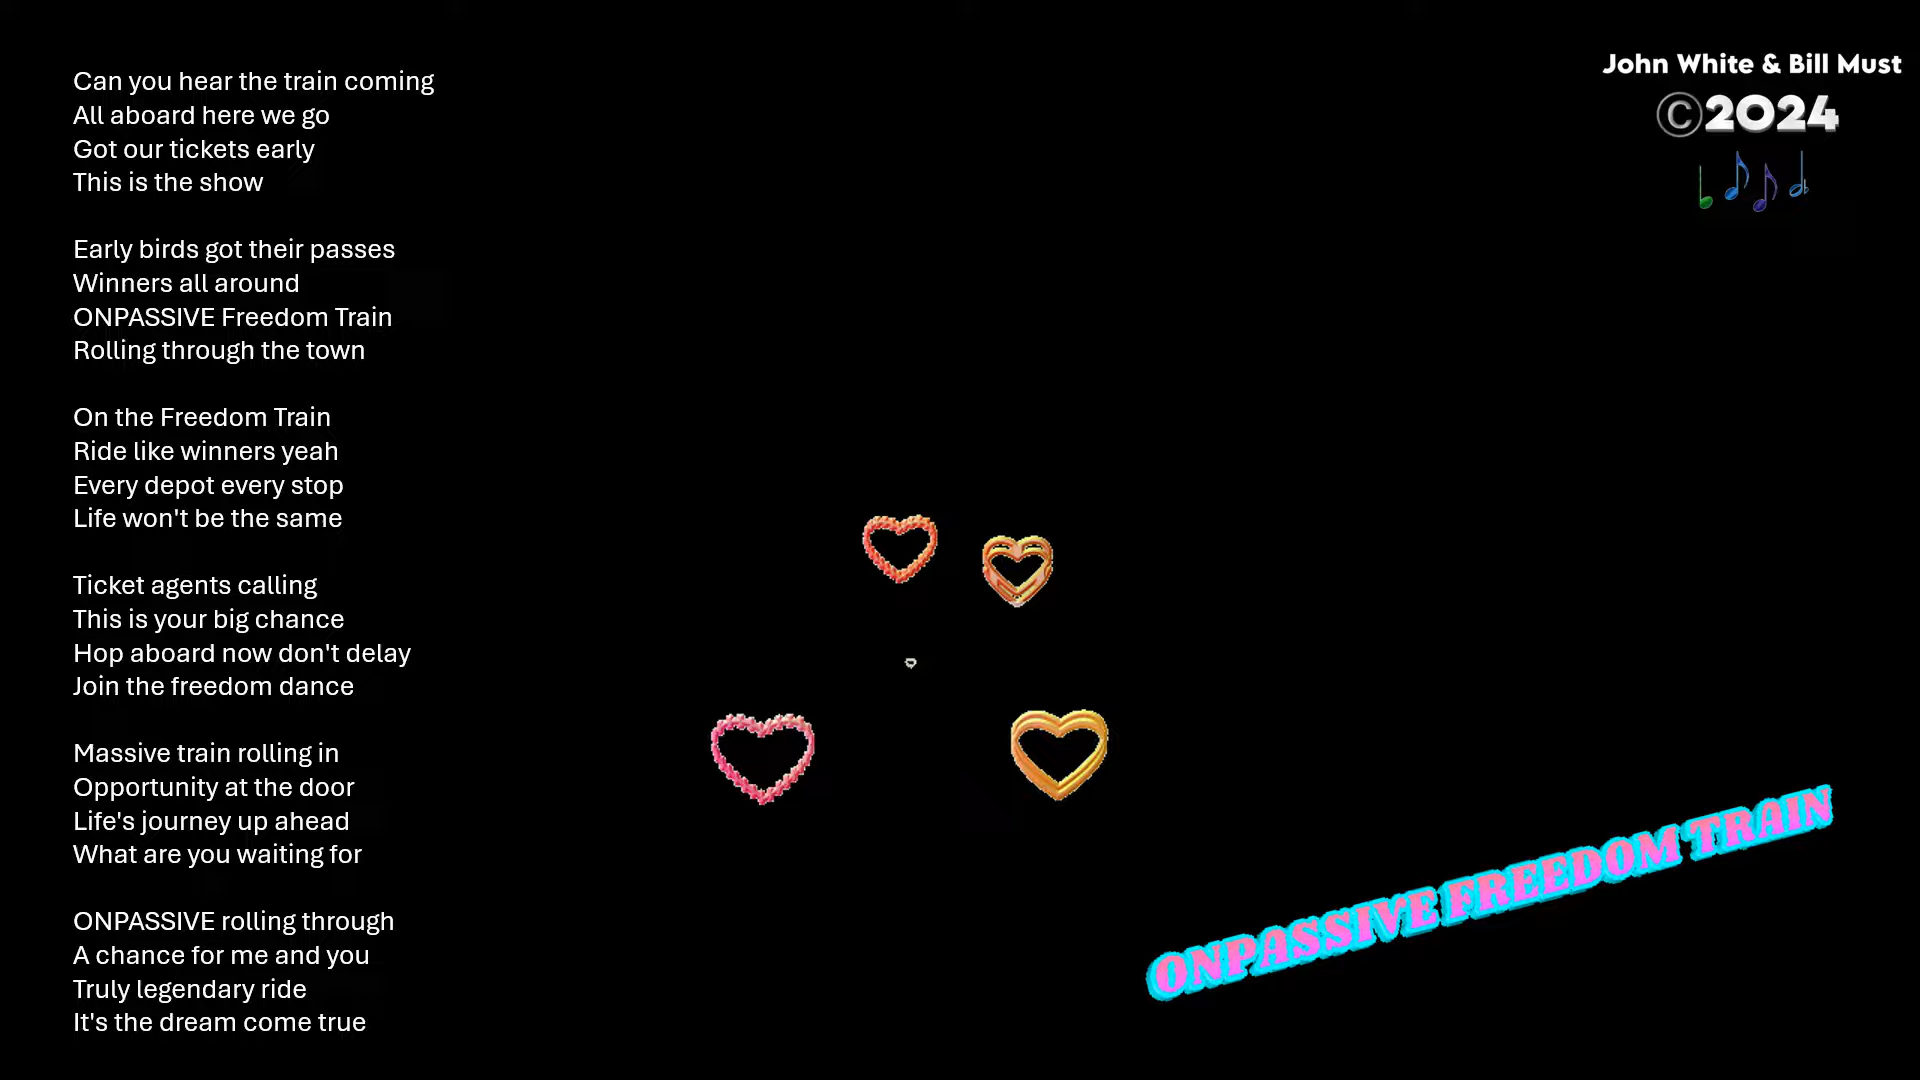 Can you hear the train coming
All aboard here we go
Got our tickets early
This is the show
Early birds got their passes
Winners all around
ONPASSIVE Freedom Train
Rolling through the town
On the Freedom Train
Ride like winners yeah
Every depot every stop
Life won't be the same
Ticket agents calling
This is your big chance
Hop aboard now don't delay
Join the freedom dance
Massive train rolling in
Opportunity at the door
Life's journey up ahead
What are you waiting for
ONPASSIVE rolling through
A chance for me and you
Truly legendary ride
It's the dream come true
John White & Bill Must
©2024
ONPASSIVE FREEDOM TRAIN